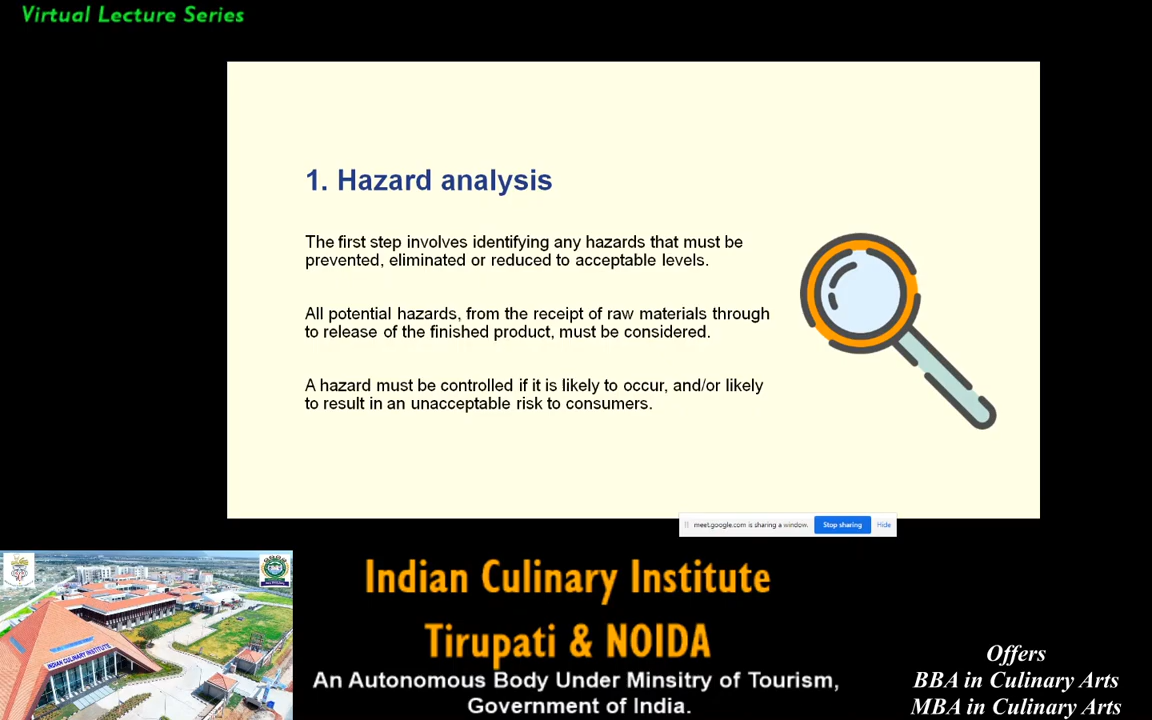 Virtual Lecture Series
1. Hazard analysis
The first step involves identifying any hazards that must be
prevented, eliminated or reduced to acceptable levels.
All potential hazards, from the receipt of raw materials through
to release of the finished product, must be considered.
A hazard must be controlled if it is likely to occur, and/or likely
to result in an unacceptable risk to consumers.
meet.google.com is sharing a window.
Stop sharing
Hide
INDIAN CULINARY INSTITUTE
Indian Culinary Institute
Tirupati & NOIDA
An Autonomous Body Under Minsitry of Tourism,
Government of India.
Offers
BBA in Culinary Arts
MBA in Culinary Arts